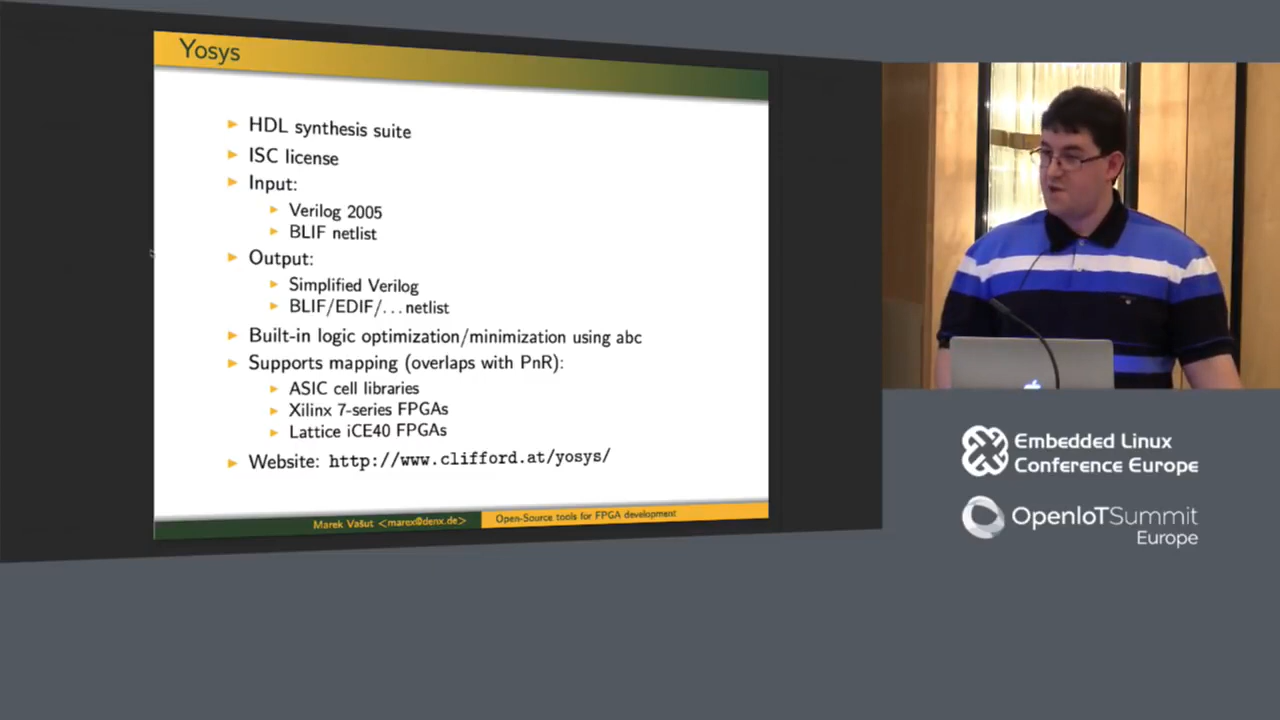 Yosys
HDL synthesis suite
ISC license
Input:
Verilog 2005
BLIF netlist
Output:
Simplified Verilog
BLIF/EDIF/...netlist
Built-in logic optimization/minimization using abc
Supports mapping (overlaps with PnR):
ASIC cell libraries
Xilinx 7-series FPGAs
Lattice iCE40 FPGAs
Website: http://www.clifford.at/yosys/
Marek Vašut <marex@denx.de>
Open-Source tools for FPGA development
Embedded Linux
Conference Europe
OpenIoTSummit
Europe